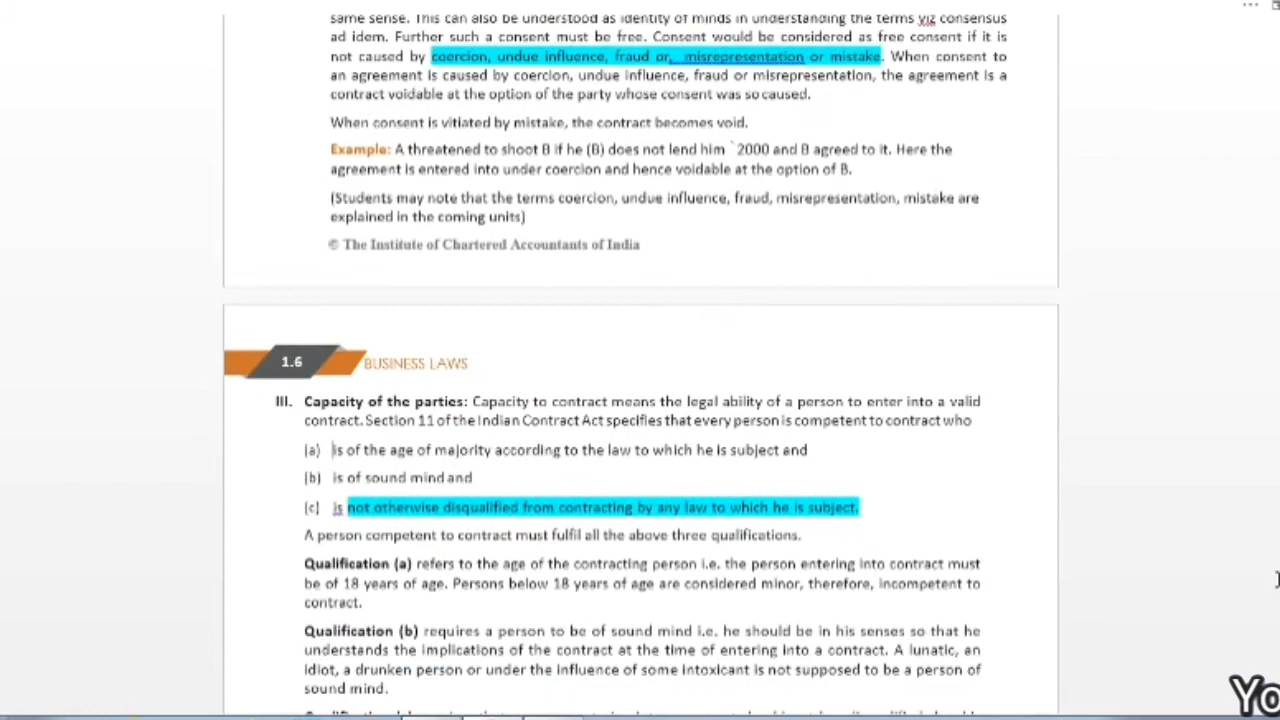 same sense. This can also be understood as identity of minds in understanding the terms viz consensus
ad idem. Further such a consent must be free. Consent would be considered as free consent if it is
not caused by coercion, undue influence, fraud or, misrepresentation or mistake. When consent to
an agreement is caused by coercion, undue influence, fraud or misrepresentation, the agreement is a
contract voidable at the option of the party whose consent was so caused.
When consent is vitiated by mistake, the contract becomes void.
Example: A threatened to shoot B if he (B) does not lend him ` 2000 and B agreed to it. Here the
agreement is entered into under coercion and hence voidable at the option of B.
(Students may note that the terms coercion, undue influence, fraud, misrepresentation, mistake are
explained in the coming units)
© The Institute of Chartered Accountants of India
1.6 BUSINESS LAWS
III. Capacity of the parties: Capacity to contract means the legal ability of a person to enter into a valid
contract. Section 11 of the Indian Contract Act specifies that every person is competent to contract who
(a) is of the age of majority according to the law to which he is subject and
(b) is of sound mind and
(c) is not otherwise disqualified from contracting by any law to which he is subject.
A person competent to contract must fulfil all the above three qualifications.
Qualification (a) refers to the age of the contracting person i.e. the person entering into contract must
be of 18 years of age. Persons below 18 years of age are considered minor, therefore, incompetent to
contract.
Qualification (b) requires a person to be of sound mind i.e. he should be in his senses so that he
understands the implications of the contract at the time of entering into a contract. A lunatic, an
idiot, a drunken person or under the influence of some intoxicant is not supposed to be a person of
sound mind.
Yo